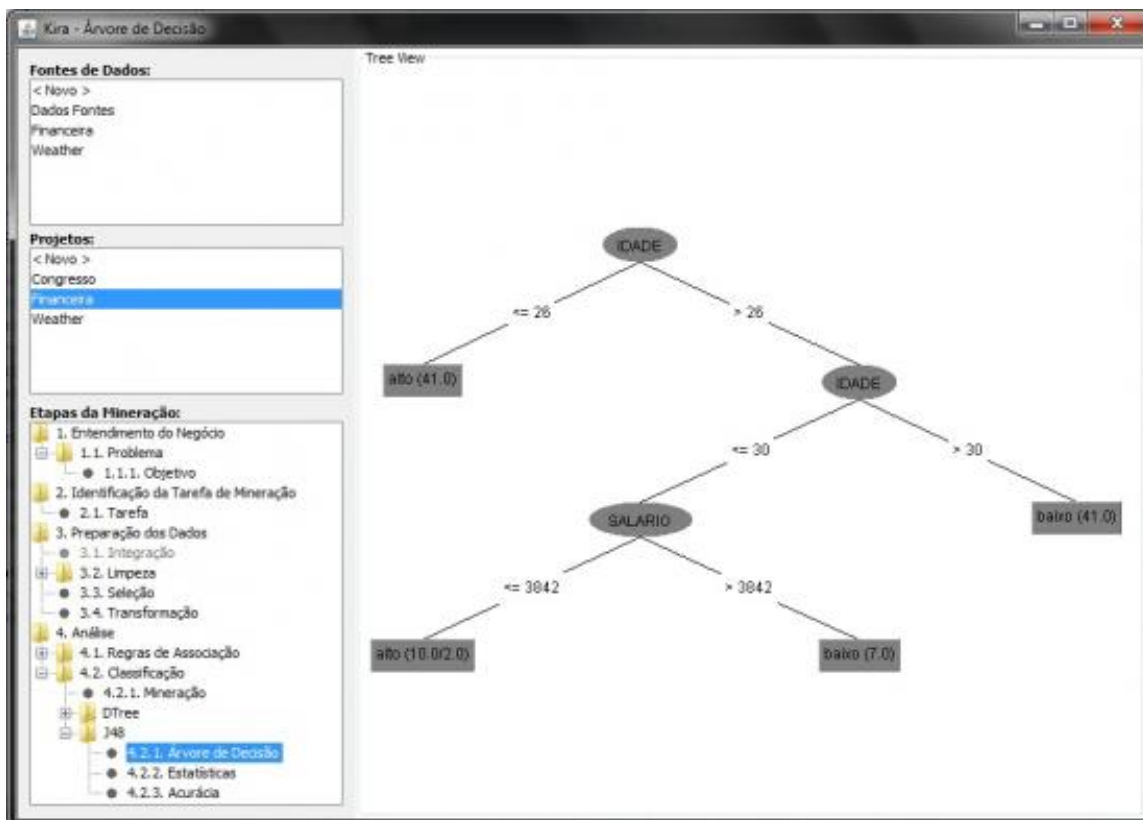 Kira - Árvore de Decisão
Fontes de Dados:
< Novo >
Dados Fontes
Financeira
Weather
Projetos:
< Novo >
Congresso
Financeira
Weather
Etapas da Mineração:
1. Entendimento do Negócio
1.1. Problema
1.1.1. Objetivo
2. Identificação da Tarefa de Mineração
2.1. Tarefa
3. Preparação dos Dados
3.1. Integração
3.2. Limpeza
3.3. Seleção
3.4. Transformação
4. Análise
4.1. Regras de Associação
4.2. Classificação
4.2.1. Mineração
DTree
J48
4.2.1. Árvore de Decisão
4.2.2. Estatísticas
4.2.3. Acurácia
Tree View
IDADE
<= 26
> 26
alto (41.0)
IDADE
<= 30
> 30
SALARIO
baixo (41.0)
<= 3842
> 3842
alto (10.0/2.0)
baixo (7.0)